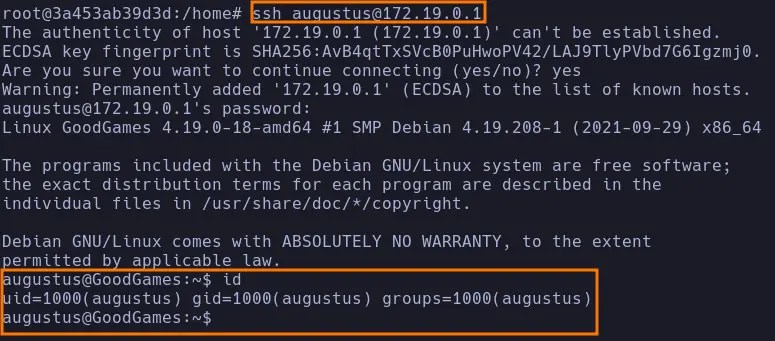 root@3a453ab39d3d:/home# ssh augustus@172.19.0.1
The authenticity of host '172.19.0.1 (172.19.0.1)' can't be established.
ECDSA key fingerprint is SHA256:AvB4qtTxSVcB0PuHwoPV42/LAJ9TlyPVbd7G6Igzmj0.
Are you sure you want to continue connecting (yes/no)? yes
Warning: Permanently added '172.19.0.1' (ECDSA) to the list of known hosts.
augustus@172.19.0.1's password:
Linux GoodGames 4.19.0-18-amd64 #1 SMP Debian 4.19.208-1 (2021-09-29) x86_64
The programs included with the Debian GNU/Linux system are free software;
the exact distribution terms for each program are described in the
individual files in /usr/share/doc/*/copyright.
Debian GNU/Linux comes with ABSOLUTELY NO WARRANTY, to the extent
permitted by applicable law.
augustus@GoodGames:~$ id
uid=1000(augustus) gid=1000(augustus) groups=1000(augustus)
augustus@GoodGames:~$